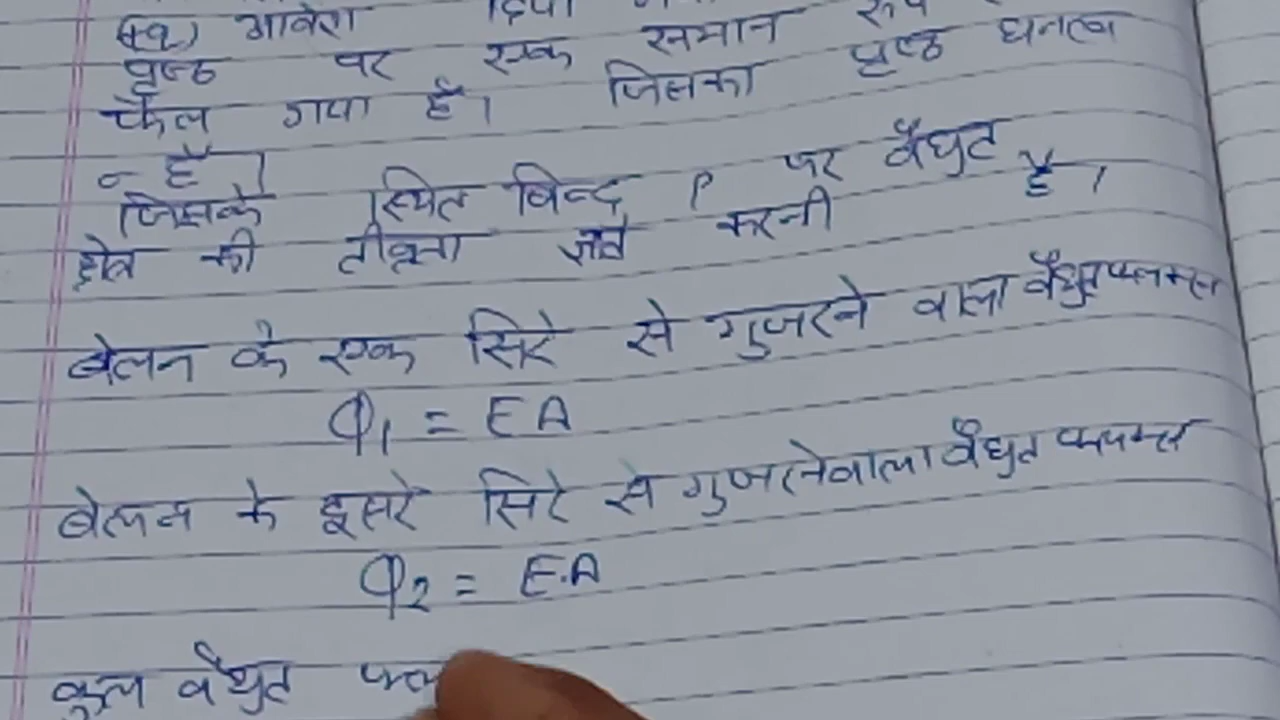 (+q) आवेश दिया
पृष्ठ पर एक समान रूप
फैल गया है। जिसका पृष्ठ घनत्व
σ है।
जिसके स्थित बिन्दु P पर वैधुत
क्षेत्र की तीव्रता ज्ञात करनी है।
बेलन के एक सिरे से गुजरने वाला वैधुत फ्लक्स
Φ1 = EA
बेलन के दूसरे सिरे से गुजरनेवाला वैधुत फ्लक्स
Φ2 = E.A
कुल वैधुत फ्ल